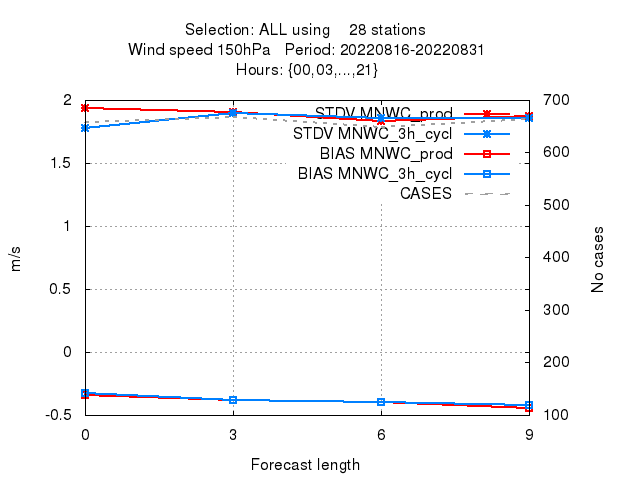 Selection: ALL using    28 stations
Wind speed 150hPa   Period: 20220816-20220831
Hours: {00,03,...,21}
2
1.5
1
0.5
0
-0.5
700
600
500
400
300
200
100
STDV MNWC_prod
STDV MNWC_3h_cycl
BIAS MNWC_prod
BIAS MNWC_3h_cycl
CASES
m/s
No cases
0
3
6
9
Forecast length